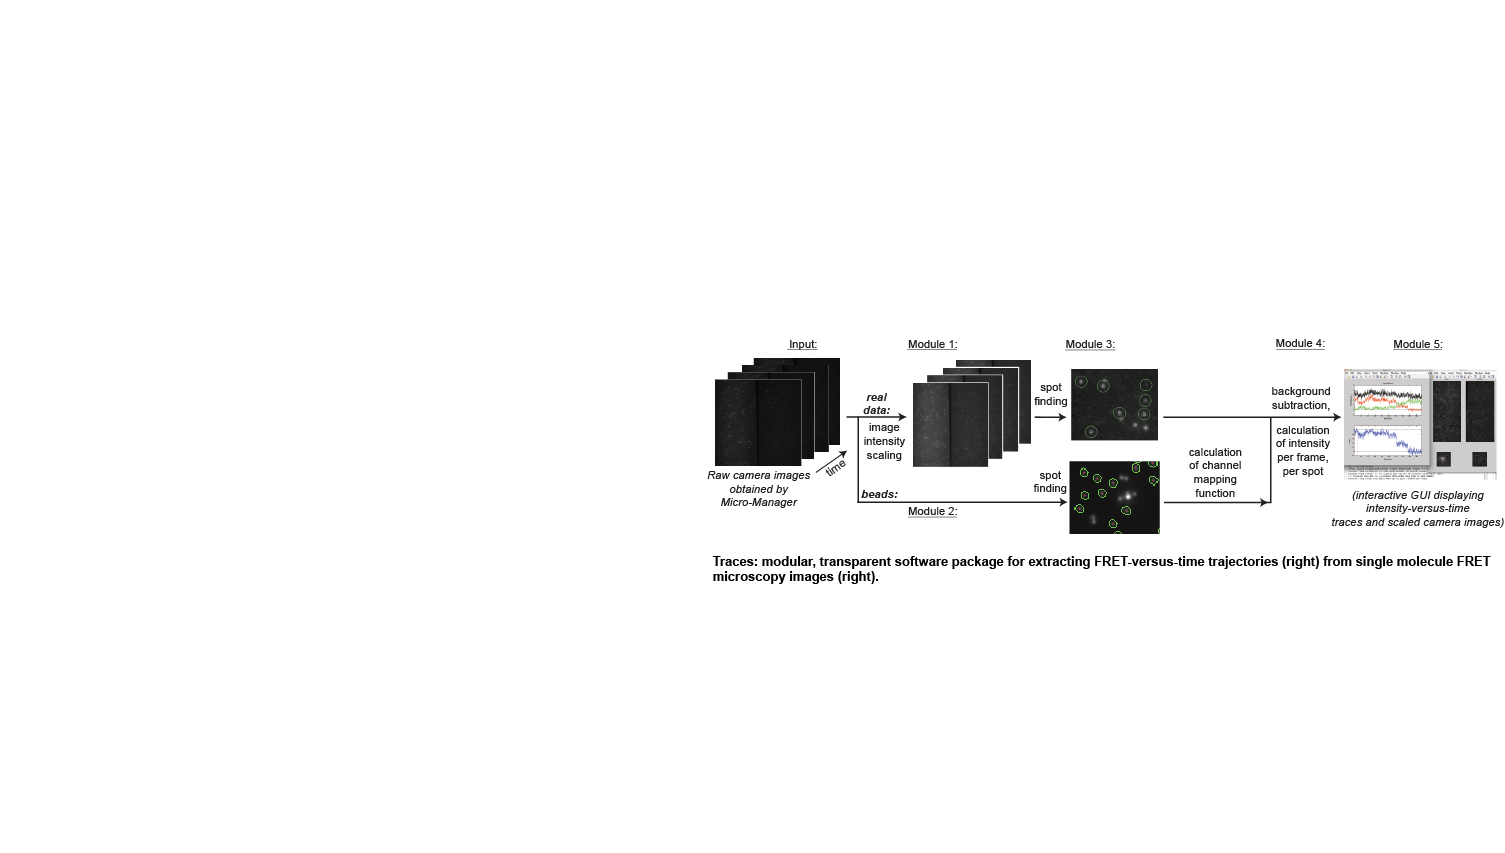 Input:
Module 1:
Module 3:
Module 4:
Module 5:
real
data:
image
intensity
scaling
time
Raw camera images
obtained by
Micro-Manager
beads:
Module 2:
spot
finding
spot
finding
calculation
of channel
mapping
function
background
subtraction,
calculation
of intensity
per frame,
per spot
(interactive GUI displaying
intensity-versus-time
traces and scaled camera images)
Traces: modular, transparent software package for extracting FRET-versus-time trajectories (right) from single molecule FRET
microscopy images (right).